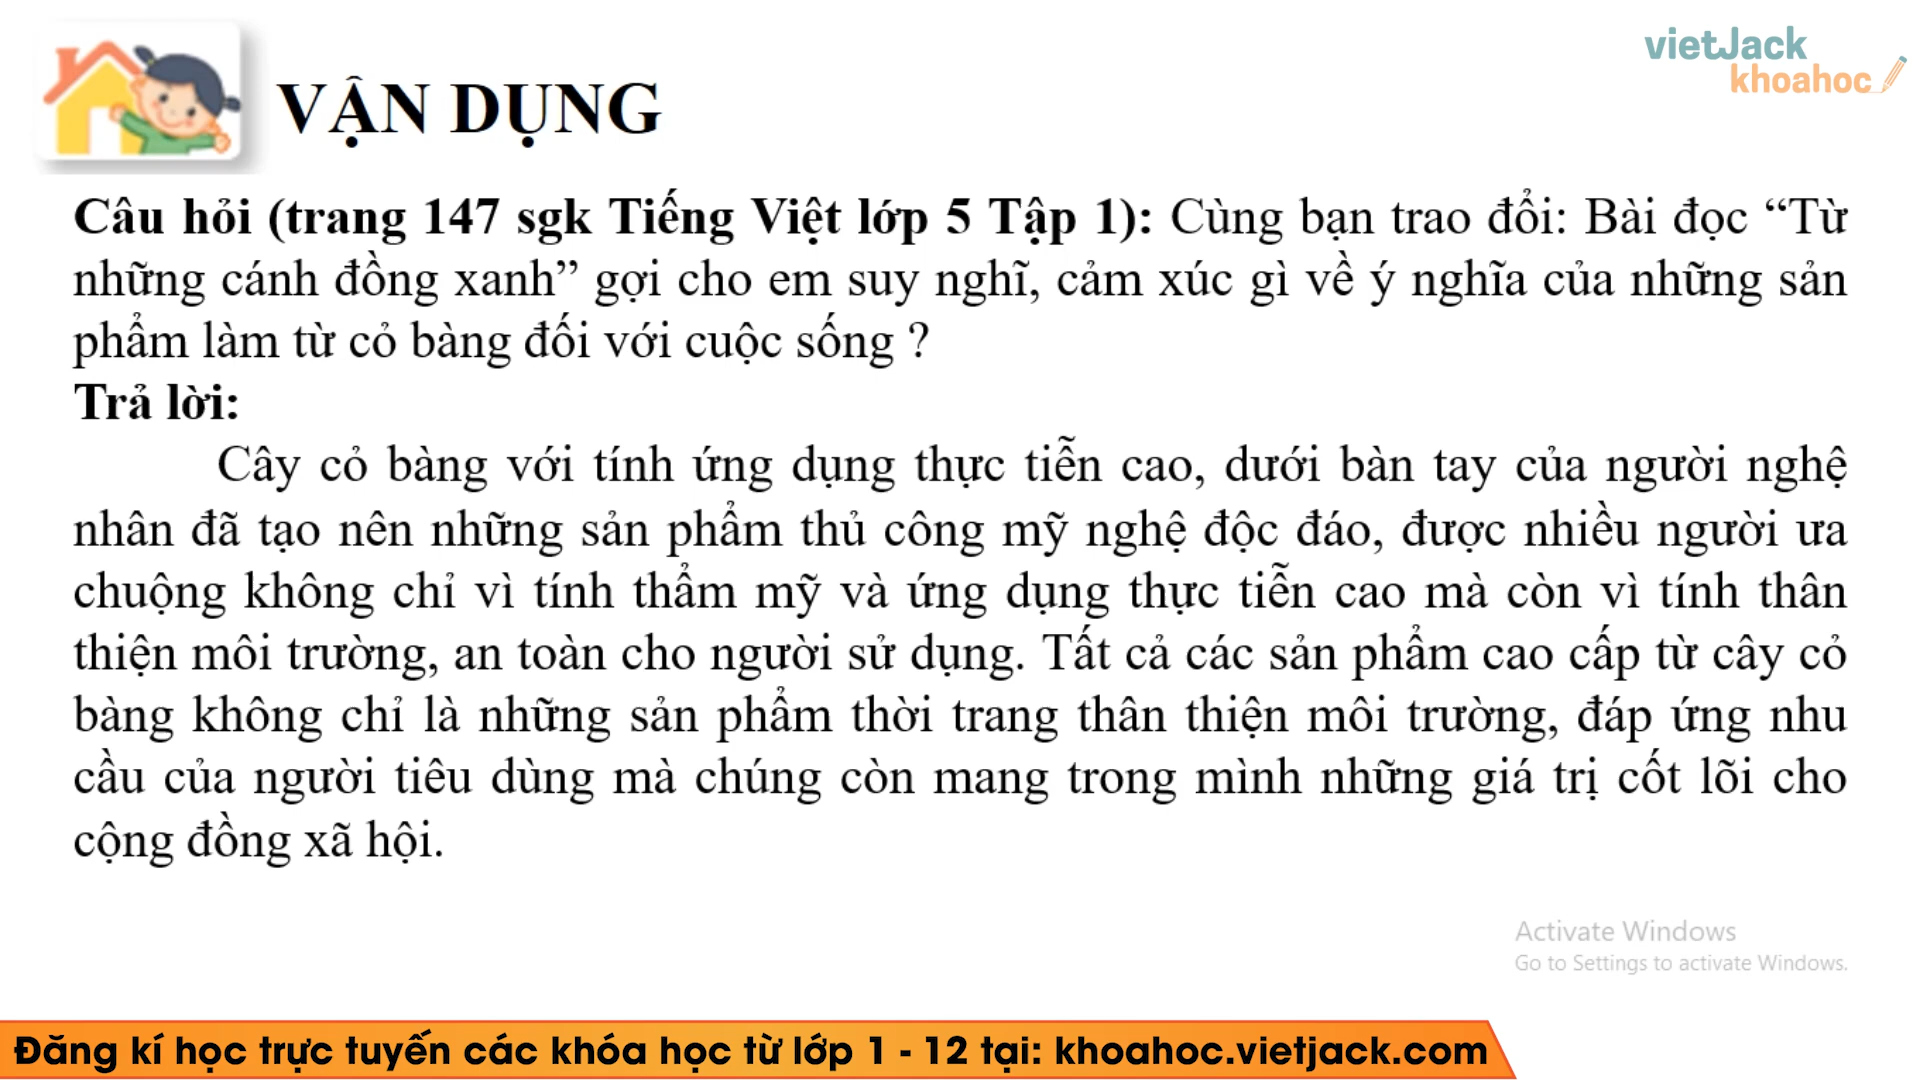 vietJack
khoahoc
VẬN DỤNG
Câu hỏi (trang 147 sgk Tiếng Việt lớp 5 Tập 1): Cùng bạn trao đổi: Bài đọc “Từ
những cánh đồng xanh” gợi cho em suy nghĩ, cảm xúc gì về ý nghĩa của những sản
phẩm làm từ cỏ bàng đối với cuộc sống ?
Trả lời:
Cây cỏ bàng với tính ứng dụng thực tiễn cao, dưới bàn tay của người nghệ
nhân đã tạo nên những sản phẩm thủ công mỹ nghệ độc đáo, được nhiều người ưa
chuộng không chỉ vì tính thẩm mỹ và ứng dụng thực tiễn cao mà còn vì tính thân
thiện môi trường, an toàn cho người sử dụng. Tất cả các sản phẩm cao cấp từ cây cỏ
bàng không chỉ là những sản phẩm thời trang thân thiện môi trường, đáp ứng nhu
cầu của người tiêu dùng mà chúng còn mang trong mình những giá trị cốt lõi cho
cộng đồng xã hội.
Activate Windows
Go to Settings to activate Windows.
Đăng kí học trực tuyến các khóa học từ lớp 1 - 12 tại: khoahoc.vietjack.com